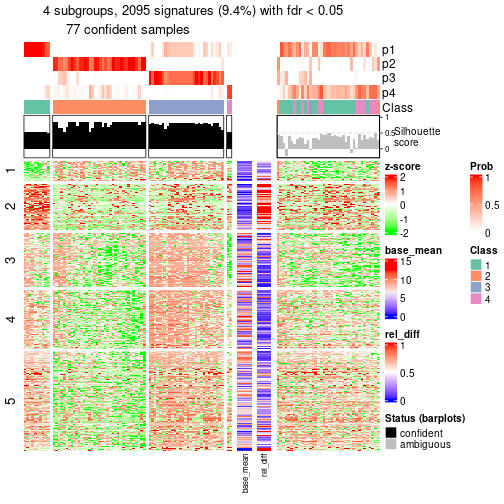 4 subgroups, 2095 signatures (9.4%) with fdr < 0.05
77 confident samples
p1
p2
p3
p4
Class
1
0.5
0
Silhouette
score
1
2
3
4
5
base_mean
rel_diff
z-score
2
1
0
-1
-2
base_mean
15
10
5
0
rel_diff
1
0.5
0
Status (barplots)
confident
ambiguous
Prob
1
0.5
0
Class
1
2
3
4